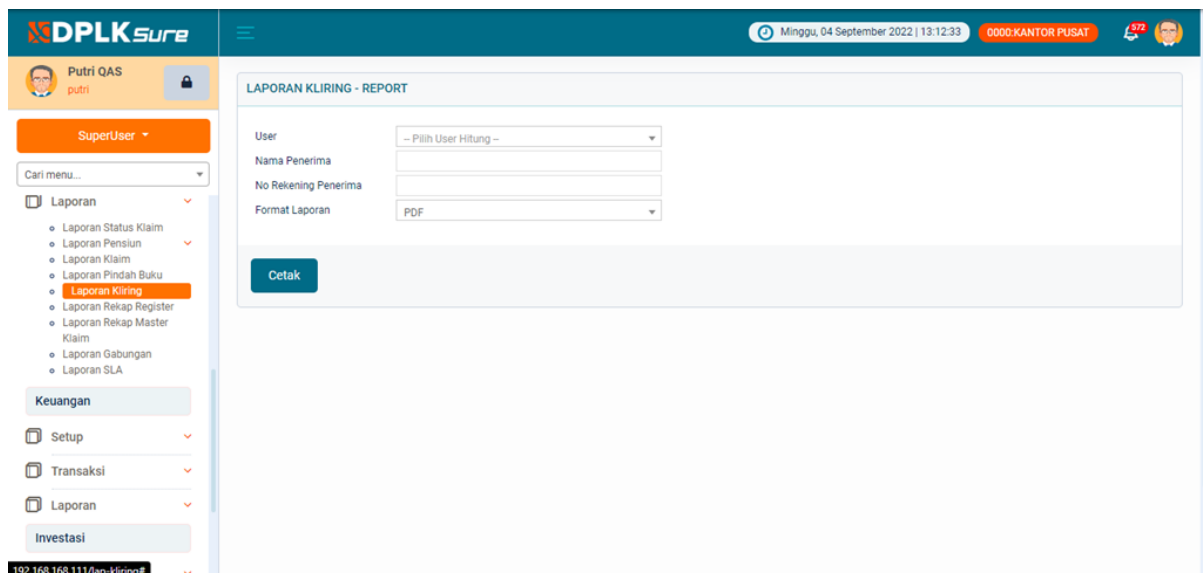 DPLKsure
Minggu, 04 September 2022 | 13:12:33
0000:KANTOR PUSAT
572
Putri QAS
putri
SuperUser
Cari menu...
Laporan
Laporan Status Klaim
Laporan Pensiun
Laporan Klaim
Laporan Pindah Buku
Laporan Kliring
Laporan Rekap Register
Laporan Rekap Master
Klaim
Laporan Gabungan
Laporan SLA
Keuangan
Setup
Transaksi
Laporan
Investasi
192.168.168.111/lap-kliring#
LAPORAN KLIRING - REPORT
User
-- Pilih User Hitung --
Nama Penerima
No Rekening Penerima
Format Laporan
PDF
Cetak